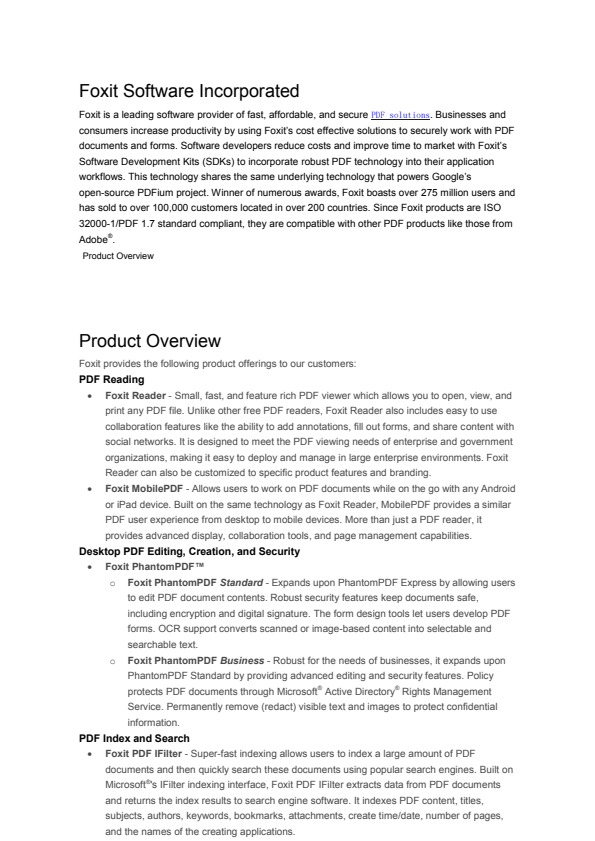 Foxit Software Incorporated
Foxit is a leading software provider of fast, affordable, and secure PDF solutions. Businesses and
consumers increase productivity by using Foxit's cost effective solutions to securely work with PDF
documents and forms. Software developers reduce costs and improve time to market with Foxit's
Software Development Kits (SDKs) to incorporate robust PDF technology into their application
workflows. This technology shares the same underlying technology that powers Google's
open-source PDFium project. Winner of numerous awards, Foxit boasts over 275 million users and
has sold to over 100,000 customers located in over 200 countries. Since Foxit products are ISO
32000-1/PDF 1.7 standard compliant, they are compatible with other PDF products like those from
Adobe®.
Product Overview
Product Overview
Foxit provides the following product offerings to our customers:
PDF Reading
• Foxit Reader - Small, fast, and feature rich PDF viewer which allows you to open, view, and
print any PDF file. Unlike other free PDF readers, Foxit Reader also includes easy to use
collaboration features like the ability to add annotations, fill out forms, and share content with
social networks. It is designed to meet the PDF viewing needs of enterprise and government
organizations, making it easy to deploy and manage in large enterprise environments. Foxit
Reader can also be customized to specific product features and branding.
• Foxit MobilePDF - Allows users to work on PDF documents while on the go with any Android
or iPad device. Built on the same technology as Foxit Reader, MobilePDF provides a similar
PDF user experience from desktop to mobile devices. More than just a PDF reader, it
provides advanced display, collaboration tools, and page management capabilities.
Desktop PDF Editing, Creation, and Security
• Foxit PhantomPDF™
o Foxit PhantomPDF Standard - Expands upon PhantomPDF Express by allowing users
to edit PDF document contents. Robust security features keep documents safe,
including encryption and digital signature. The form design tools let users develop PDF
forms. OCR support converts scanned or image-based content into selectable and
searchable text.
o Foxit PhantomPDF Business - Robust for the needs of businesses, it expands upon
PhantomPDF Standard by providing advanced editing and security features. Policy
protects PDF documents through Microsoft® Active Directory® Rights Management
Service. Permanently remove (redact) visible text and images to protect confidential
information.
PDF Index and Search
• Foxit PDF IFilter - Super-fast indexing allows users to index a large amount of PDF
documents and then quickly search these documents using popular search engines. Built on
Microsoft®'s IFilter indexing interface, Foxit PDF IFilter extracts data from PDF documents
and returns the index results to search engine software. It indexes PDF content, titles,
subjects, authors, keywords, bookmarks, attachments, create time/date, number of pages,
and the names of the creating applications.